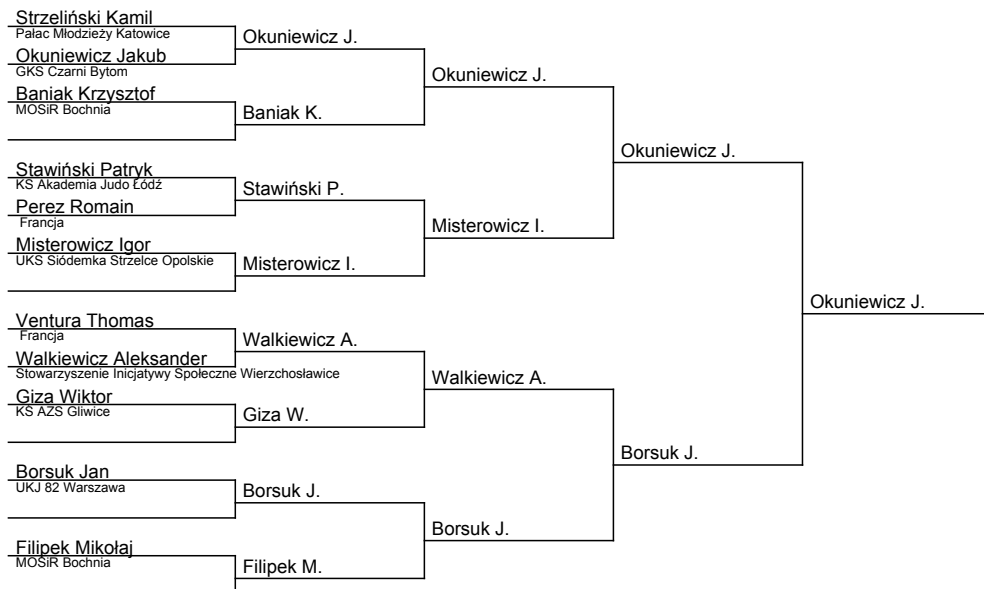 Strzeliński Kamil
Pałac Młodzieży Katowice
Okuniewicz J.
Okuniewicz Jakub
GKS Czarni Bytom
Okuniewicz J.
Baniak Krzysztof
MOSiR Bochnia
Baniak K.
Okuniewicz J.
Stawiński Patryk
KS Akademia Judo Łódź
Stawiński P.
Perez Romain
Francja
Misterowicz I.
Misterowicz Igor
UKS Siódemka Strzelce Opolskie
Misterowicz I.
Okuniewicz J.
Ventura Thomas
Francja
Walkiewicz A.
Walkiewicz Aleksander
Stowarzyszenie Inicjatywy Społeczne Wierzchosławice
Walkiewicz A.
Giza Wiktor
KS AZS Gliwice
Giza W.
Borsuk J.
Borsuk Jan
UKJ 82 Warszawa
Borsuk J.
Borsuk J.
Filipek Mikołaj
MOSiR Bochnia
Filipek M.